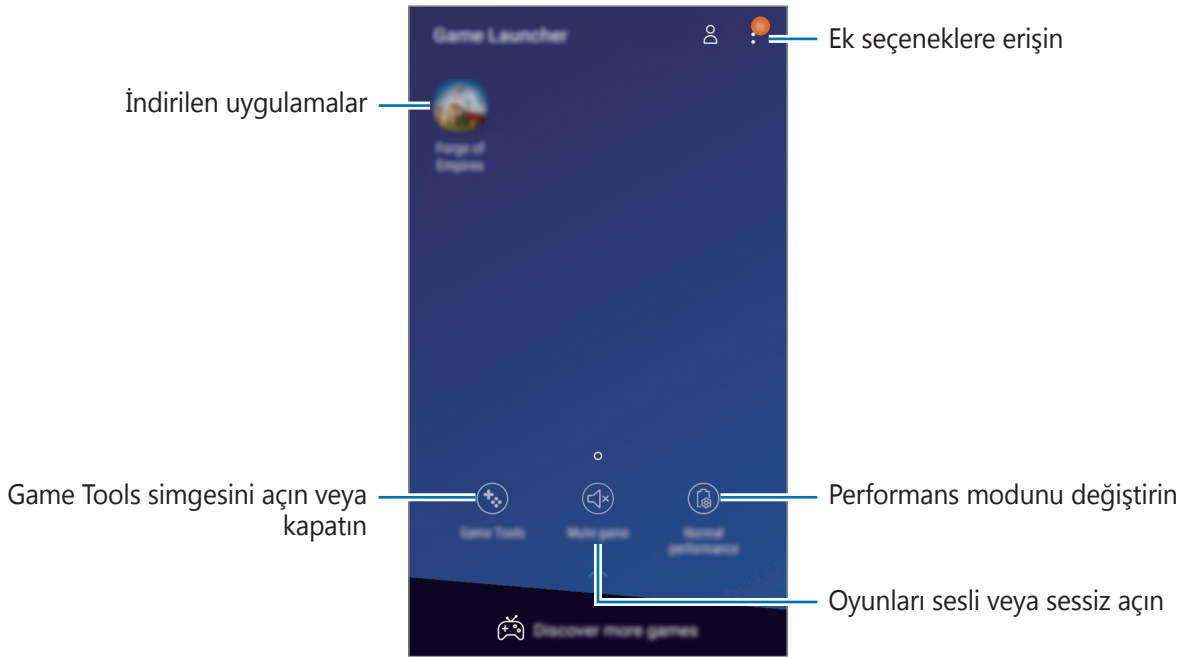 Game Launcher
Ek seçeneklere erişin
İndirilen uygulamalar
Forge of
Empires
Game Tools simgesini açın veya
kapatın
Performans modunu değiştirin
Game Tools
Mute game
Normal
performance
Oyunları sesli veya sessiz açın
Discover more games